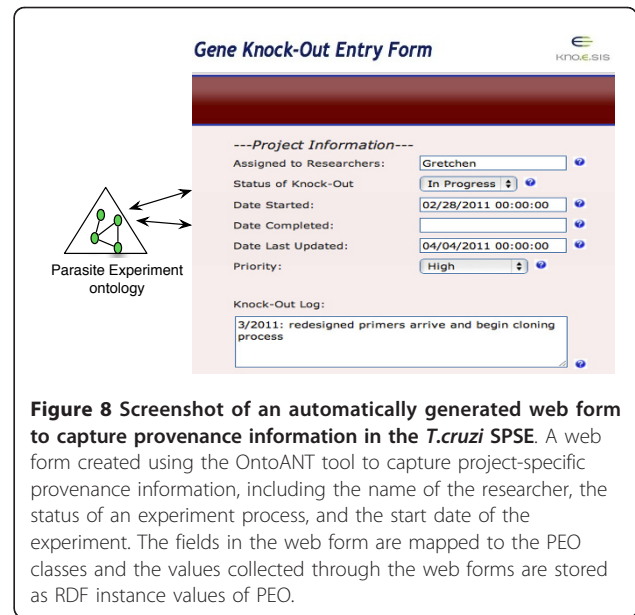 Gene Knock-Out Entry Form
kno.e.sis
---Project Information---
Assigned to Researchers: Gretchen
Status of Knock-Out In Progress
Date Started: 02/28/2011 00:00:00
Date Completed:
Date Last Updated: 04/04/2011 00:00:00
Priority: High
Knock-Out Log:
3/2011: redesigned primers arrive and begin cloning
process
Parasite Experiment
ontology
Figure 8 Screenshot of an automatically generated web form
to capture provenance information in the T.cruzi SPSE. A web
form created using the OntoANT tool to capture project-specific
provenance information, including the name of the researcher, the
status of an experiment process, and the start date of the
experiment. The fields in the web form are mapped to the PEO
classes and the values collected through the web forms are stored
as RDF instance values of PEO.